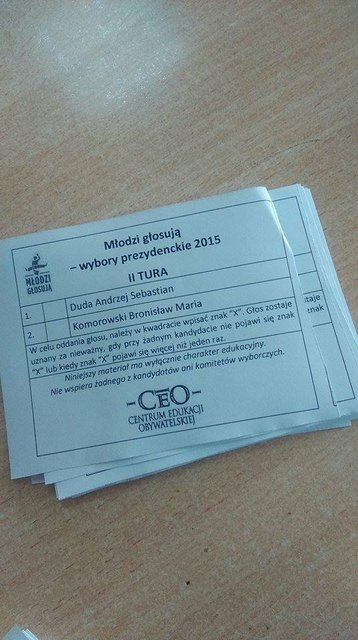 Młodzi głosują
– wybory prezydenckie 2015
II TURA
MŁODZI
GŁOSUJĄ
1. Duda Andrzej Sebastian
2. Komorowski Bronisław Maria
W celu oddania głosu, należy w kwadracie wpisać znak "X". Głos zostaje
uznany za nieważny, gdy przy żadnym kandydacie nie pojawi się znak
"X" lub kiedy znak "X" pojawi się więcej niż jeden raz.
Niniejszy materiał ma wyłącznie charakter edukacyjny.
Nie wspiera żadnego z kandydatów ani komitetów wyborczych.
CEO
CENTRUM EDUKACJI
OBYWATELSKIEJ
staje
znak